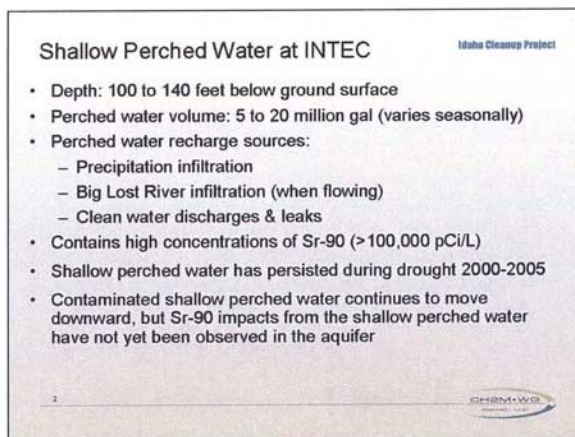 Shallow Perched Water at INTEC
Idaho Cleanup Project
• Depth: 100 to 140 feet below ground surface
• Perched water volume: 5 to 20 million gal (varies seasonally)
• Perched water recharge sources:
– Precipitation infiltration
– Big Lost River infiltration (when flowing)
– Clean water discharges & leaks
• Contains high concentrations of Sr-90 (>100,000 pCi/L)
• Shallow perched water has persisted during drought 2000-2005
• Contaminated shallow perched water continues to move
downward, but Sr-90 impacts from the shallow perched water
have not yet been observed in the aquifer
2
CH2M•WG